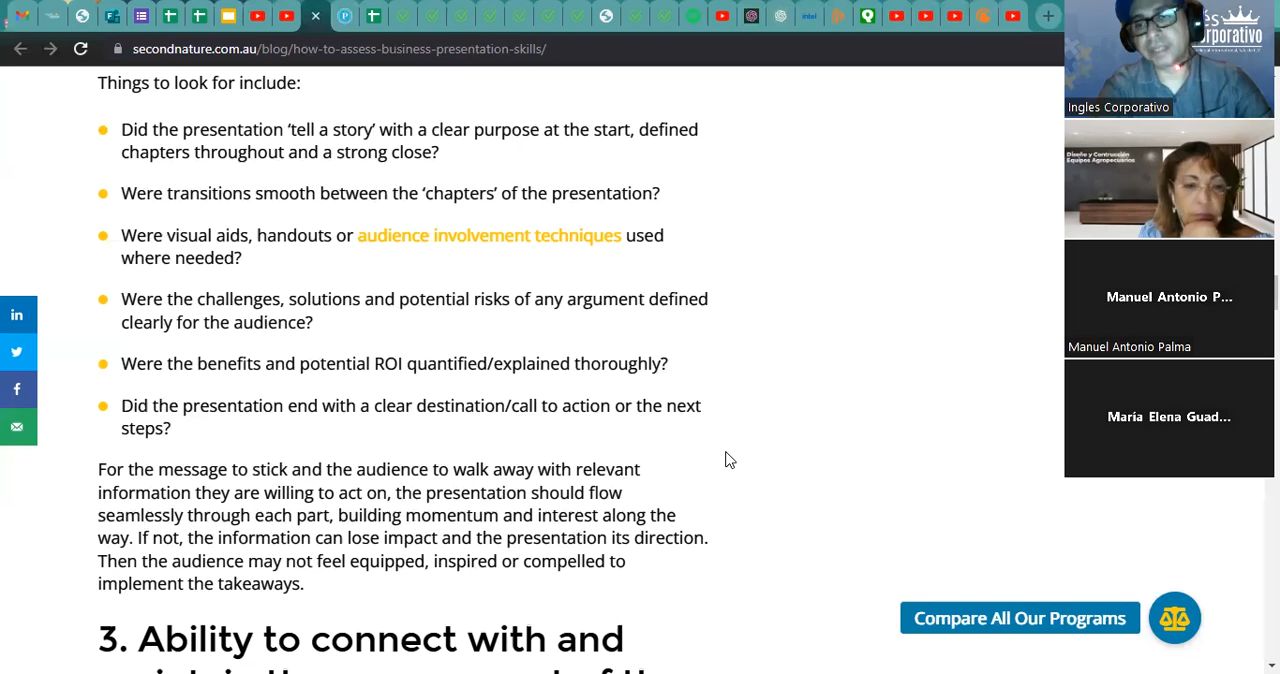 secondnature.com.au/blog/how-to-assess-business-presentation-skills/
Things to look for include:
Did the presentation ‘tell a story’ with a clear purpose at the start, defined
chapters throughout and a strong close?
Were transitions smooth between the ‘chapters’ of the presentation?
Were visual aids, handouts or audience involvement techniques used
where needed?
Were the challenges, solutions and potential risks of any argument defined
clearly for the audience?
Were the benefits and potential ROI quantified/explained thoroughly?
Did the presentation end with a clear destination/call to action or the next
steps?
For the message to stick and the audience to walk away with relevant
information they are willing to act on, the presentation should flow
seamlessly through each part, building momentum and interest along the
way. If not, the information can lose impact and the presentation its direction.
Then the audience may not feel equipped, inspired or compelled to
implement the takeaways.
3. Ability to connect with and
Compare All Our Programs
Ingles Corporativo
Diseño y Contrucción
Equipos Agropecuarios
Manuel Antonio P...
Manuel Antonio Palma
María Elena Guad...